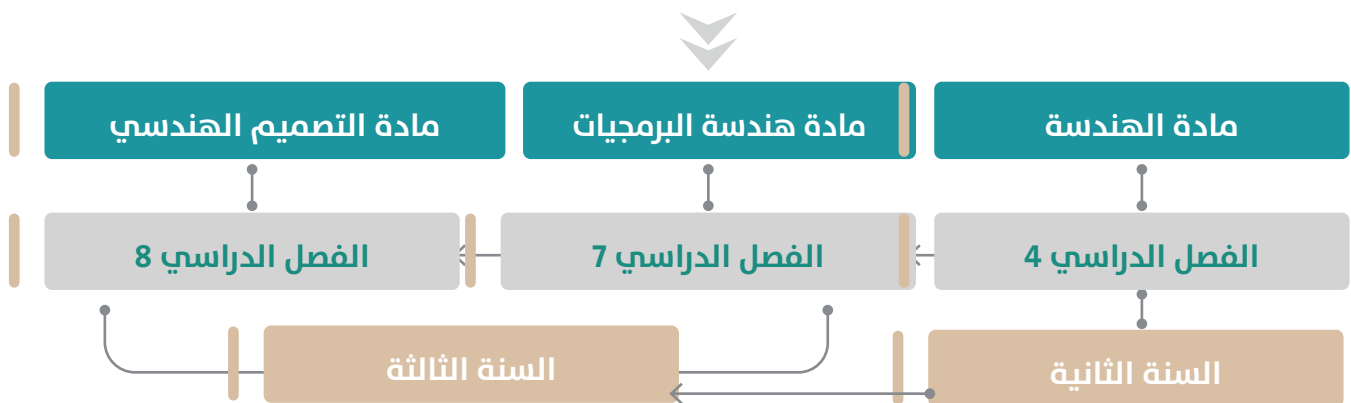 مادة الهندسة
مادة هندسة البرمجيات
مادة التصميم الهندسي
الفصل الدراسي 4
الفصل الدراسي 7
الفصل الدراسي 8
السنة الثانية
السنة الثالثة